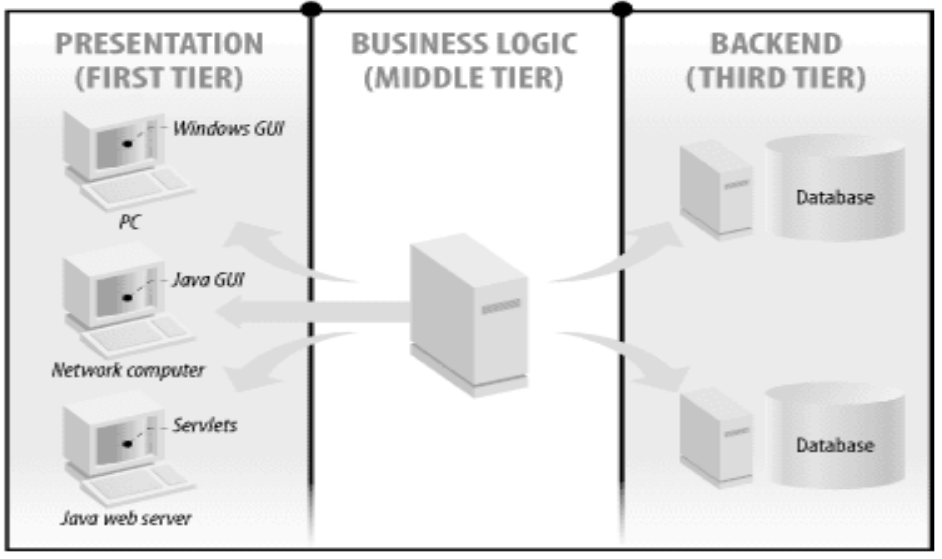 PRESENTATION
(FIRST TIER)
Windows GUI
PC
Java GUI
Network computer
Servlets
Java web server
BUSINESS LOGIC
(MIDDLE TIER)
BACKEND
(THIRD TIER)
Database
Database